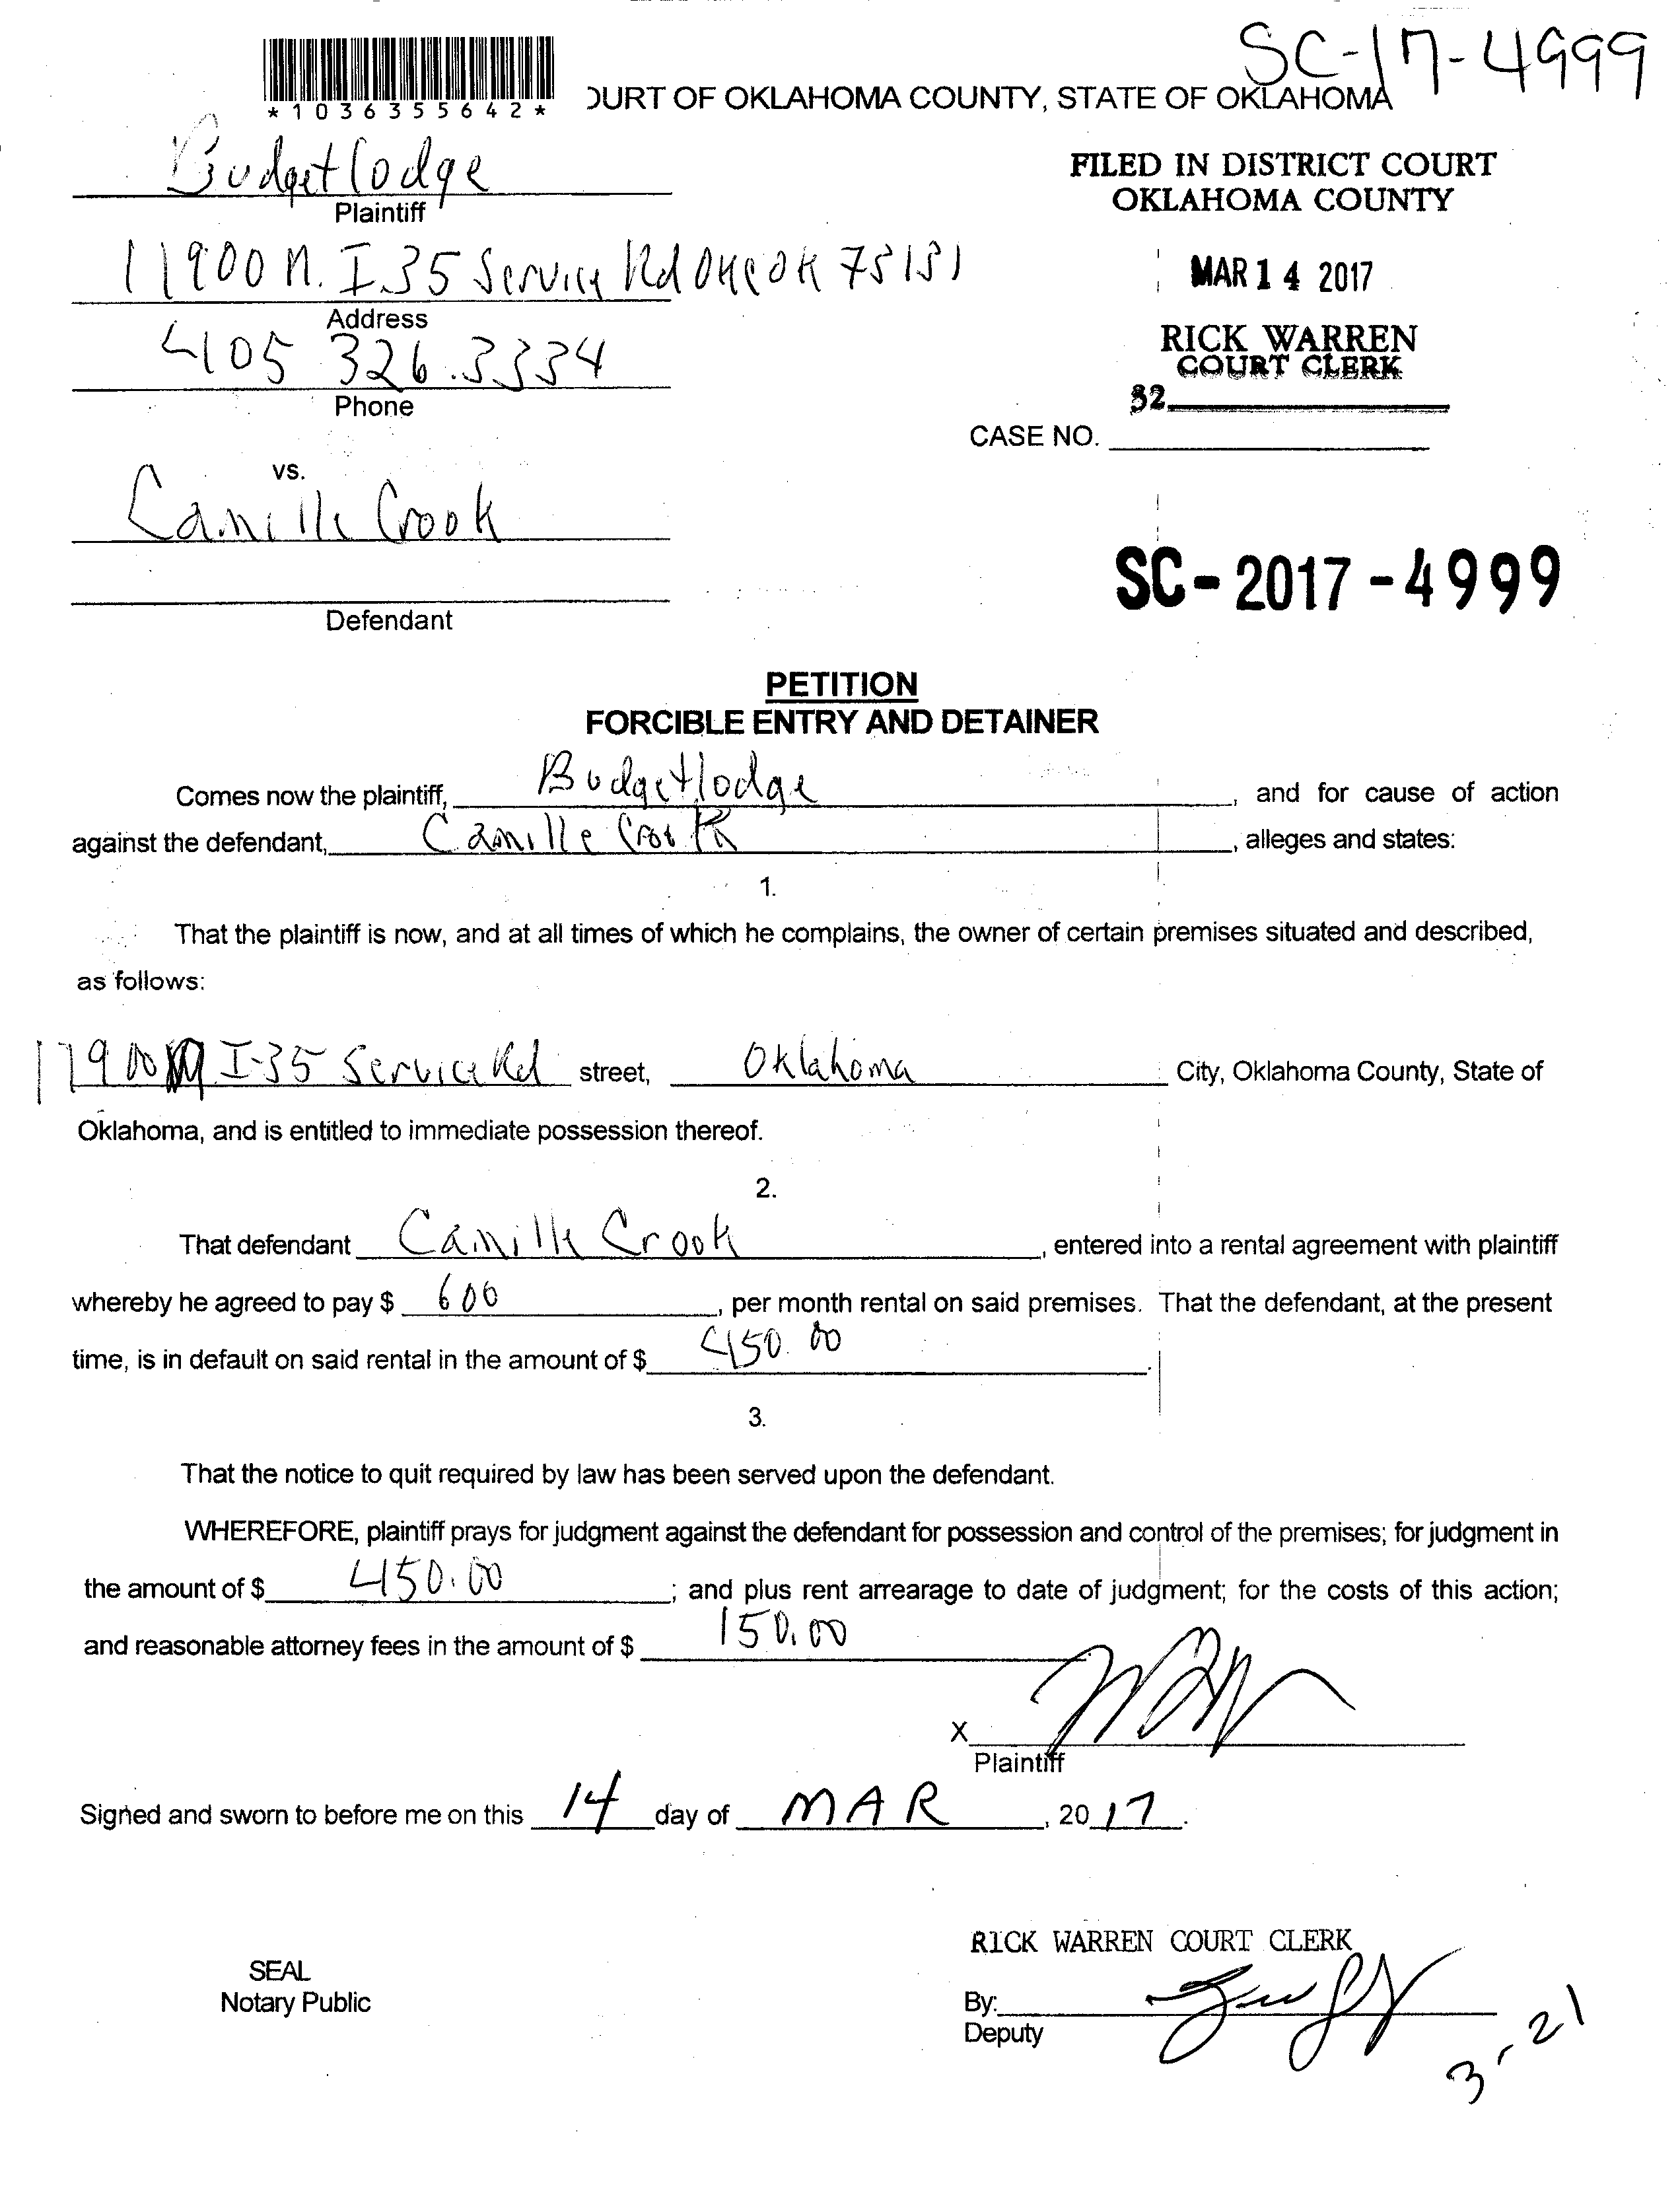 SC-17-4999
*1036355642*
OURT OF OKLAHOMA COUNTY, STATE OF OKLAHOMA
Budgetlodge
Plaintiff
FILED IN DISTRICT COURT
OKLAHOMA COUNTY
11900 N. I.35 Service Rd OKC OK 73131
Address
MAR 14 2017
405 326.3334
Phone
RICK WARREN
COURT CLERK
32
CASE NO.
vs.
Camille Crook
Defendant
SC-2017-4999
PETITION
FORCIBLE ENTRY AND DETAINER
Comes now the plaintiff, Budgetlodge, and for cause of action
against the defendant, Camille Crook, alleges and states:
1.
That the plaintiff is now, and at all times of which he complains, the owner of certain premises situated and described,
as follows:
11900 N I-35 Service Rd street, Oklahoma City, Oklahoma County, State of
Oklahoma, and is entitled to immediate possession thereof.
2.
That defendant Camille Crook, entered into a rental agreement with plaintiff
whereby he agreed to pay $ 600, per month rental on said premises. That the defendant, at the present
time, is in default on said rental in the amount of $ 450.00.
3.
That the notice to quit required by law has been served upon the defendant.
WHEREFORE, plaintiff prays for judgment against the defendant for possession and control of the premises; for judgment in
the amount of $ 450.00; and plus rent arrearage to date of judgment; for the costs of this action;
and reasonable attorney fees in the amount of $ 150.00
X
Plaintiff
Signed and sworn to before me on this 14 day of MAR, 2017.
RICK WARREN COURT CLERK
SEAL
Notary Public
By:
Deputy
3-21